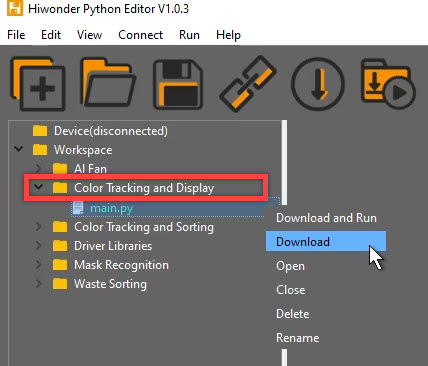 Hiwonder Python Editor V1.0.3
File Edit View Connect Run Help
Device(disconnected)
Workspace
AI Fan
Color Tracking and Display
main.py
Color Tracking and Sorting
Driver Libraries
Mask Recognition
Waste Sorting
Download and Run
Download
Open
Close
Delete
Rename